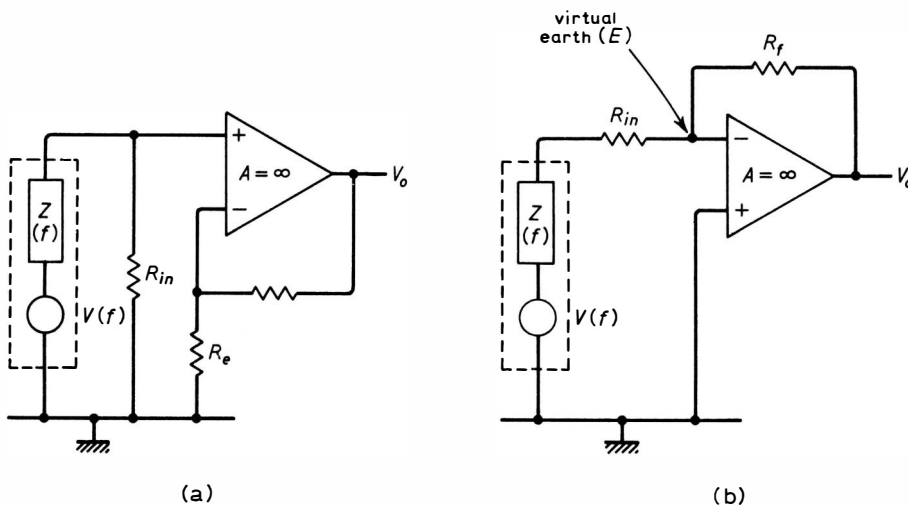 virtual
earth (E)
R_f
R_in
+
A = ∞
−
V_o
Z
(f)
R_in
V(f)
R_e
−
A = ∞
+
V_o
Z
(f)
V(f)
(a)
(b)